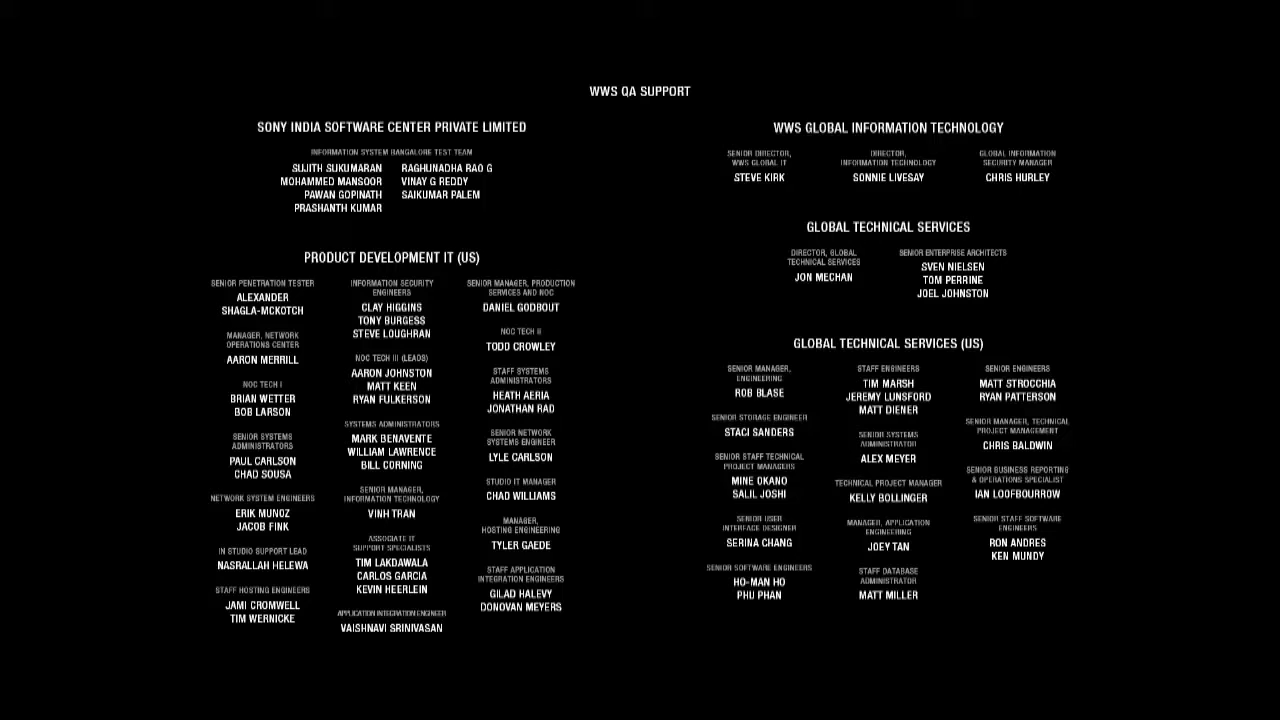 WWS QA SUPPORT
SONY INDIA SOFTWARE CENTER PRIVATE LIMITED
INFORMATION SYSTEM BANGALORE TEST TEAM
SUJITH SUKUMARAN RAGHUNADHA RAO G
MOHAMMED MANSOOR VINAY G REDDY
PAWAN GOPINATH SAIKUMAR PALEM
PRASHANTH KUMAR
PRODUCT DEVELOPMENT IT (US)
SENIOR PENETRATION TESTER
ALEXANDER
SHAGLA-MCKOTCH
MANAGER, NETWORK
OPERATIONS CENTER
AARON MERRILL
NOC TECH I
BRIAN WETTER
BOB LARSON
SENIOR SYSTEMS
ADMINISTRATORS
PAUL CARLSON
CHAD SOUSA
NETWORK SYSTEM ENGINEERS
ERIK MUNOZ
JACOB FINK
IN STUDIO SUPPORT LEAD
NASRALLAH HELEWA
STAFF HOSTING ENGINEERS
JAMI CROMWELL
TIM WERNICKE
INFORMATION SECURITY
ENGINEERS
CLAY HIGGINS
TONY BURGESS
STEVE LOUGHRAN
NOC TECH III (LEADS)
AARON JOHNSTON
MATT KEEN
RYAN FULKERSON
SYSTEMS ADMINISTRATORS
MARK BENAVENTE
WILLIAM LAWRENCE
BILL CORNING
SENIOR MANAGER,
INFORMATION TECHNOLOGY
VINH TRAN
ASSOCIATE IT
SUPPORT SPECIALISTS
TIM LAKDAWALA
CARLOS GARCIA
KEVIN HEERLEIN
APPLICATION INTEGRATION ENGINEER
VAISHNAVI SRINIVASAN
SENIOR MANAGER, PRODUCTION
SERVICES AND NOC
DANIEL GODBOUT
NOC TECH II
TODD CROWLEY
STAFF SYSTEMS
ADMINISTRATORS
HEATH AERIA
JONATHAN RAD
SENIOR NETWORK
SYSTEMS ENGINEER
LYLE CARLSON
STUDIO IT MANAGER
CHAD WILLIAMS
MANAGER,
HOSTING ENGINEERING
TYLER GAEDE
STAFF APPLICATION
INTEGRATION ENGINEERS
GILAD HALEVY
DONOVAN MEYERS
WWS GLOBAL INFORMATION TECHNOLOGY
SENIOR DIRECTOR,
WWS GLOBAL IT
STEVE KIRK
DIRECTOR,
INFORMATION TECHNOLOGY
SONNIE LIVESAY
GLOBAL INFORMATION
SECURITY MANAGER
CHRIS HURLEY
GLOBAL TECHNICAL SERVICES
DIRECTOR, GLOBAL
TECHNICAL SERVICES
JON MECHAN
SENIOR ENTERPRISE ARCHITECTS
SVEN NIELSEN
TOM PERRINE
JOEL JOHNSTON
GLOBAL TECHNICAL SERVICES (US)
SENIOR MANAGER,
ENGINEERING
ROB BLASE
SENIOR STORAGE ENGINEER
STACI SANDERS
SENIOR STAFF TECHNICAL
PROJECT MANAGERS
MINE OKANO
SALIL JOSHI
SENIOR USER
INTERFACE DESIGNER
SERINA CHANG
SENIOR SOFTWARE ENGINEERS
HO-MAN HO
PHU PHAN
STAFF ENGINEERS
TIM MARSH
JEREMY LUNSFORD
MATT DIENER
SENIOR SYSTEMS
ADMINISTRATOR
ALEX MEYER
TECHNICAL PROJECT MANAGER
KELLY BOLLINGER
MANAGER, APPLICATION
ENGINEERING
JOEY TAN
STAFF DATABASE
ADMINISTRATOR
MATT MILLER
SENIOR ENGINEERS
MATT STROCCHIA
RYAN PATTERSON
SENIOR MANAGER, TECHNICAL
PROJECT MANAGEMENT
CHRIS BALDWIN
SENIOR BUSINESS REPORTING
& OPERATIONS SPECIALIST
IAN LOOFBOURROW
SENIOR STAFF SOFTWARE
ENGINEERS
RON ANDRES
KEN MUNDY